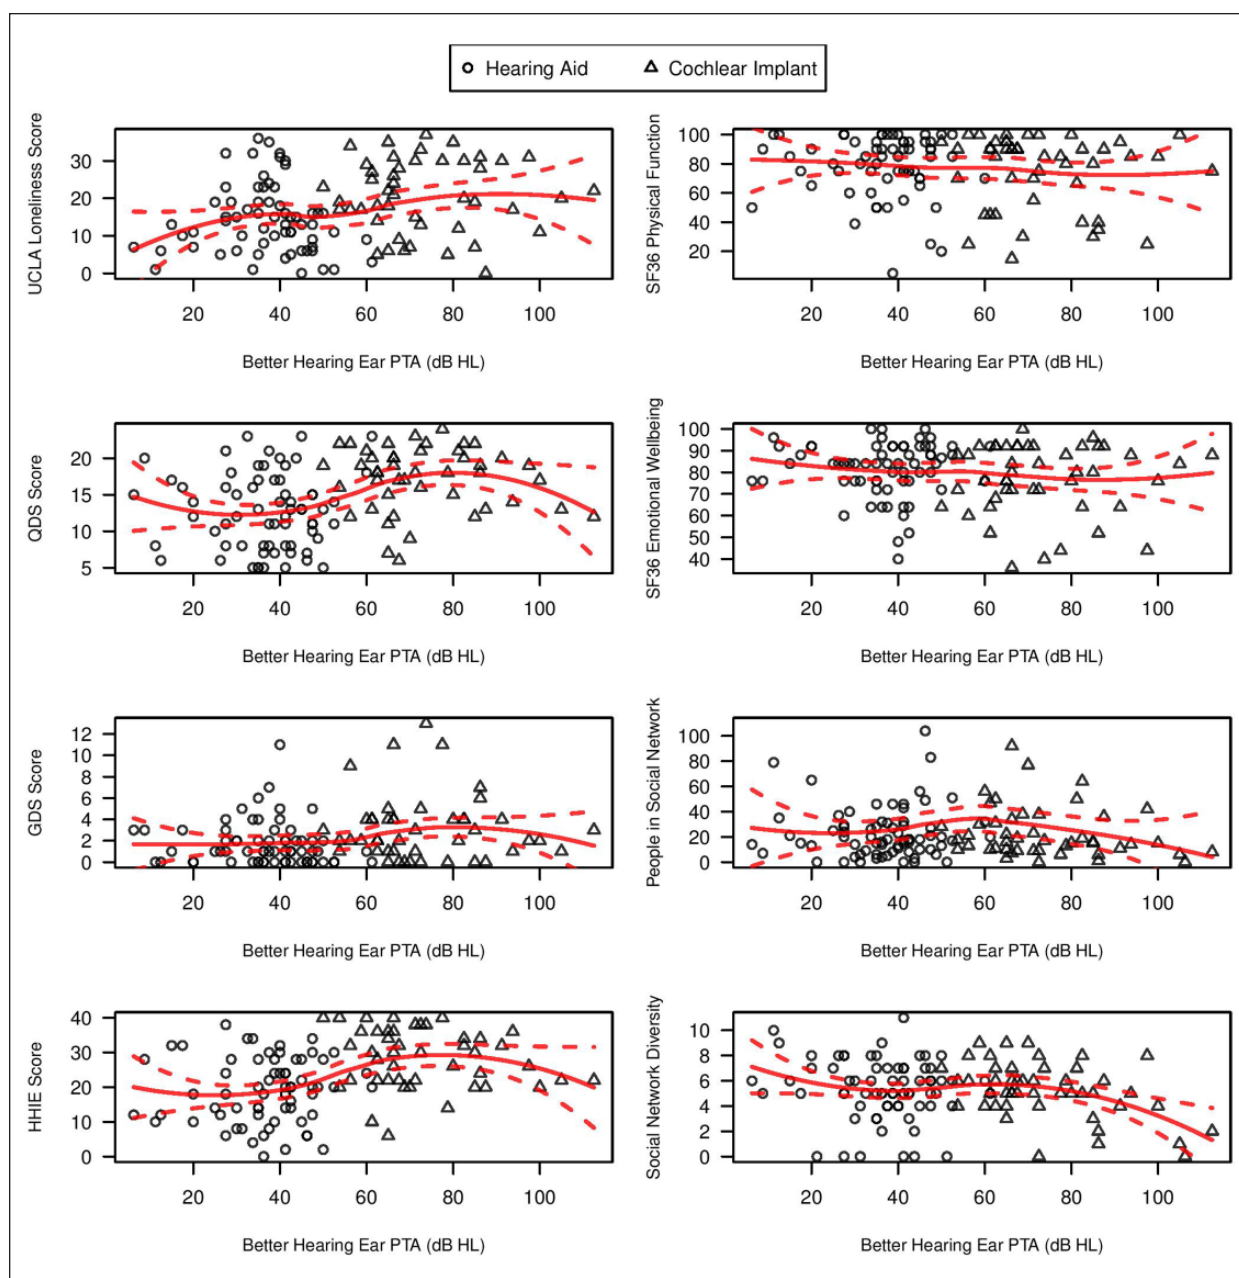 Hearing Aid Cochlear Implant
UCLA Loneliness Score
30
20
10
0
20 40 60 80 100
Better Hearing Ear PTA (dB HL)
SF36 Physical Function
100
80
60
40
20
20 40 60 80 100
Better Hearing Ear PTA (dB HL)
QDS Score
20
15
10
5
20 40 60 80 100
Better Hearing Ear PTA (dB HL)
SF36 Emotional Wellbeing
100
90
80
70
60
50
40
20 40 60 80 100
Better Hearing Ear PTA (dB HL)
GDS Score
12
10
8
6
4
2
0
20 40 60 80 100
Better Hearing Ear PTA (dB HL)
People in Social Network
100
80
60
40
20
0
20 40 60 80 100
Better Hearing Ear PTA (dB HL)
HHIE Score
40
30
20
10
0
20 40 60 80 100
Better Hearing Ear PTA (dB HL)
Social Network Diversity
10
8
6
4
2
0
20 40 60 80 100
Better Hearing Ear PTA (dB HL)